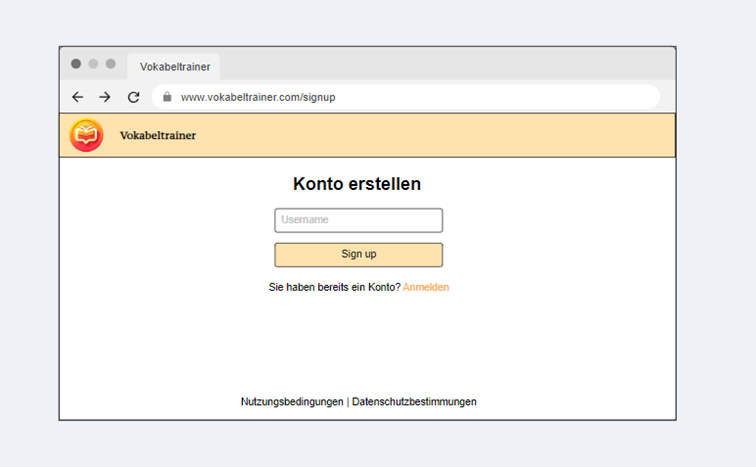 Vokabeltrainer
www.vokabeltrainer.com/signup
Vokabeltrainer
Konto erstellen
Username
Sign up
Sie haben bereits ein Konto? Anmelden
Nutzungsbedingungen | Datenschutzbestimmungen